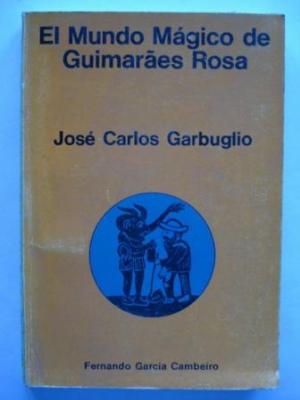 El Mundo Mágico de
Guimarães Rosa
José Carlos Garbuglio
Fernando García Cambeiro